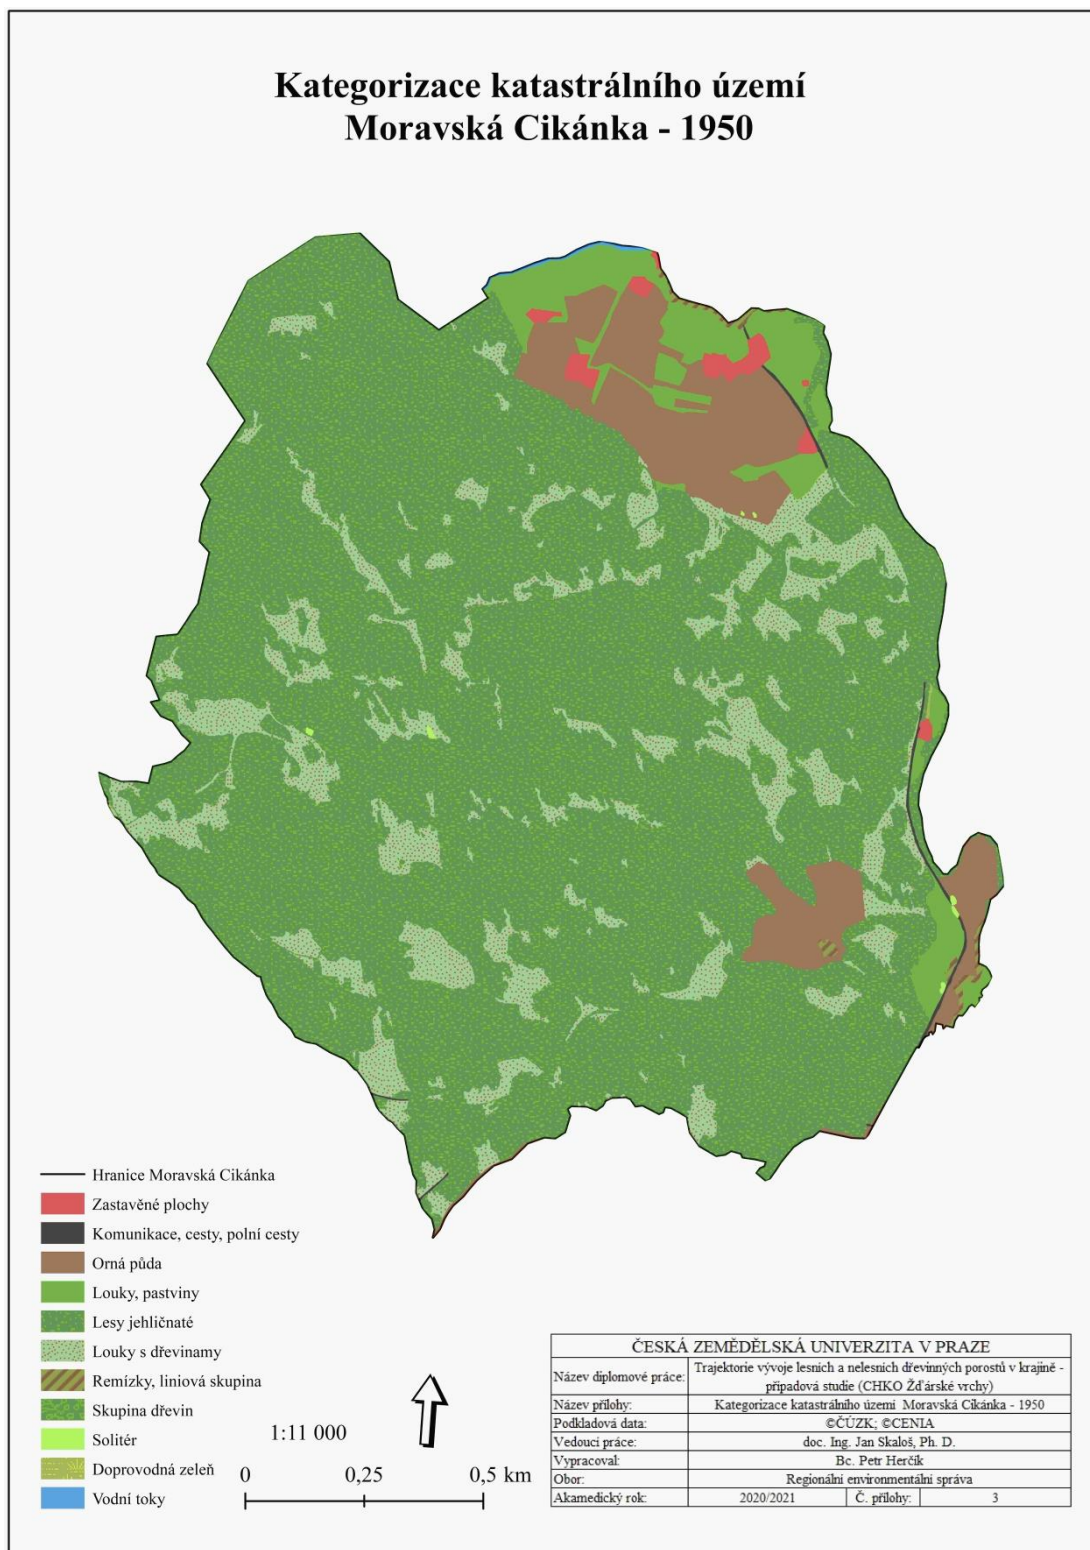 Kategorizace katastrálního území
Moravská Cikánka - 1950
Hranice Moravská Cikánka
Zastavěné plochy
Komunikace, cesty, polní cesty
Orná půda
Louky, pastviny
Lesy jehličnaté
Louky s dřevinamy
Remízky, liniová skupina
Skupina dřevin
Solitér
Doprovodná zeleň
Vodní toky
1:11 000
0 0,25 0,5 km
ČESKÁ ZEMĚDĚLSKÁ UNIVERZITA V PRAZE
Název diplomové práce: Trajektorie vývoje lesních a nelesních dřevinných porostů v krajině -
připadová studie (CHKO Žďárské vrchy)
Název přílohy: Kategorizace katastrálního území Moravská Cikánka - 1950
Podkladová data: ©ČÚZK; ©CENIA
Vedoucí práce: doc. Ing. Jan Skaloš, Ph. D.
Vypracoval: Bc. Petr Herčík
Obor: Regionální environmentální správa
Akamedický rok: 2020/2021 Č. přílohy: 3